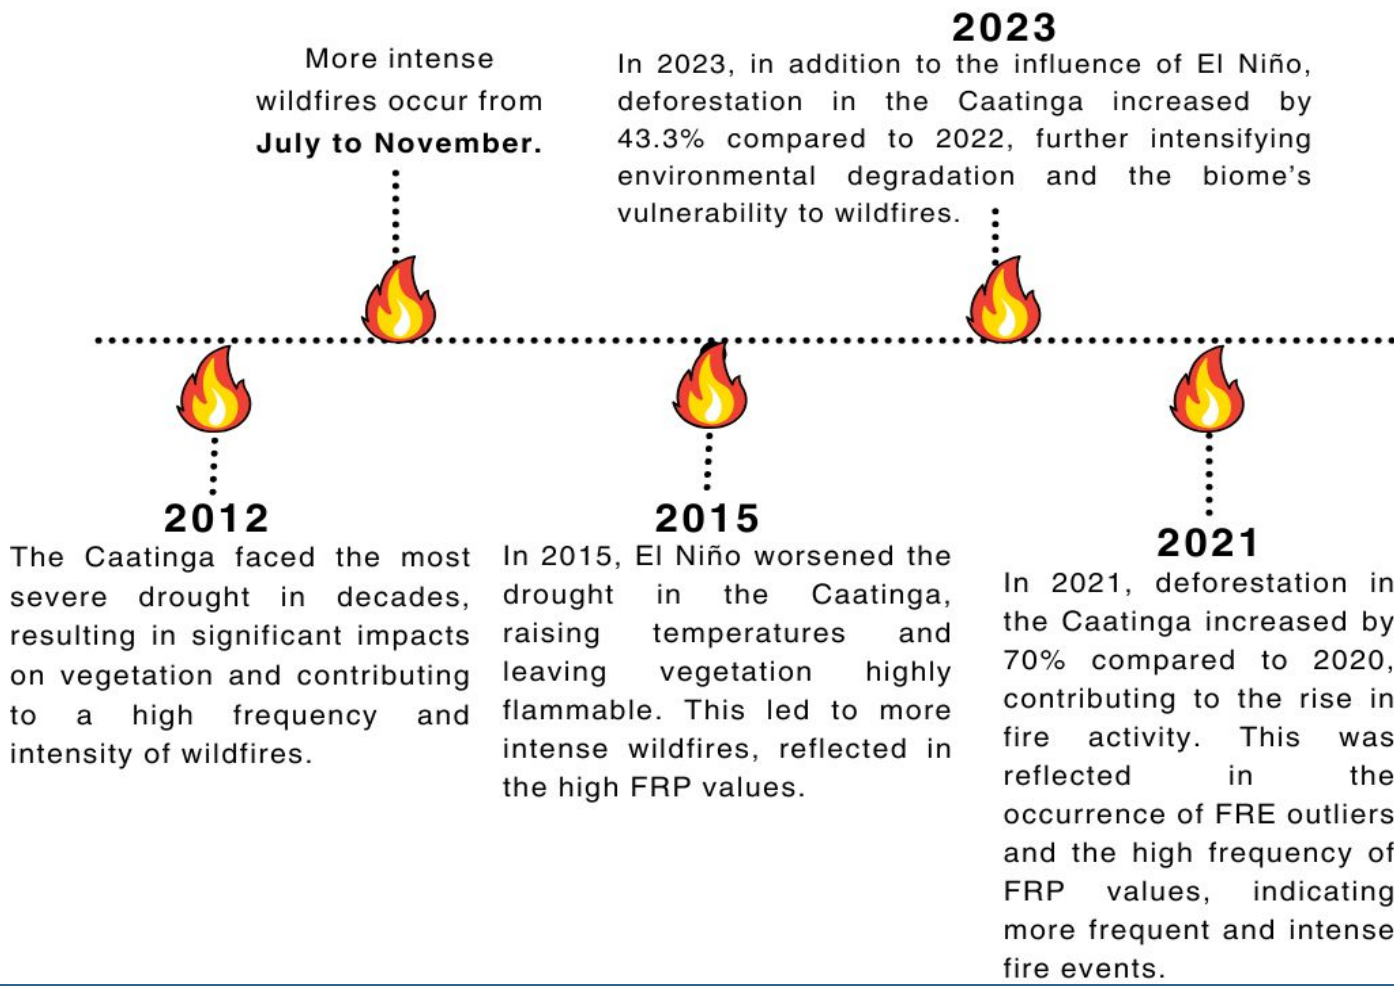 More intense
wildfires occur from
July to November.
2023
In 2023, in addition to the influence of El Niño,
deforestation in the Caatinga increased by
43.3% compared to 2022, further intensifying
environmental degradation and the biome’s
vulnerability to wildfires.
2012
The Caatinga faced the most
severe drought in decades,
resulting in significant impacts
on vegetation and contributing
to a high frequency and
intensity of wildfires.
2015
In 2015, El Niño worsened the
drought in the Caatinga,
raising temperatures and
leaving vegetation highly
flammable. This led to more
intense wildfires, reflected in
the high FRP values.
2021
In 2021, deforestation in
the Caatinga increased by
70% compared to 2020,
contributing to the rise in
fire activity. This was
reflected in the
occurrence of FRE outliers
and the high frequency of
FRP values, indicating
more frequent and intense
fire events.